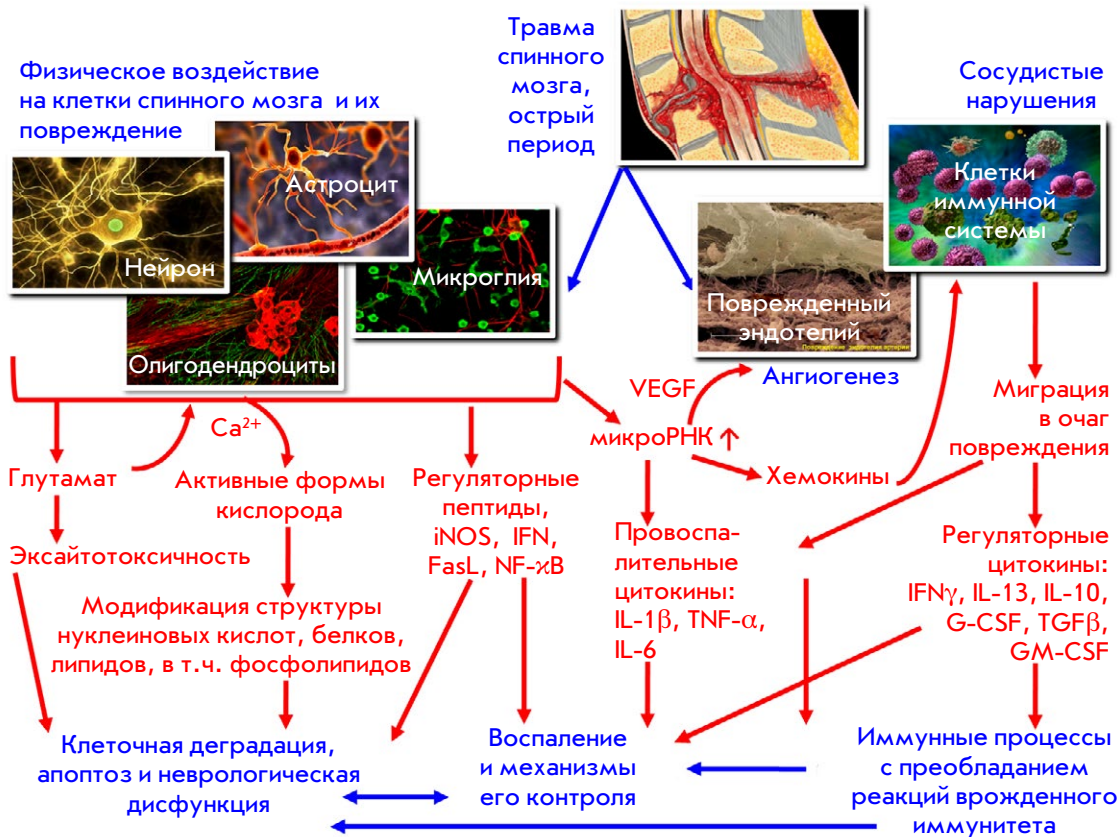 Травма
спинного
мозга,
острый
период
Физическое воздействие
на клетки спинного мозга и их
повреждение
Сосудистые
нарушения
Нейрон
Астроцит
Микроглия
Олигодендроциты
Поврежденный
эндотелий
Повреждение эндотелия артерии
Клетки
иммунной
системы
Ангиогенез
VEGF
микроРНК ↑
Хемокины
Миграция
в очаг
повреждения
Ca²⁺
Глутамат
Эксайтотоксичность
Активные формы
кислорода
Модификация структуры
нуклеиновых кислот, белков,
липидов, в т.ч. фосфолипидов
Регуляторные
пептиды,
iNOS, IFN,
FasL, NF-κB
Провоспа-
лительные
цитокины:
IL-1β, TNF-α,
IL-6
Регуляторные
цитокины:
IFNγ, IL-13, IL-10,
G-CSF, TGFβ,
GM-CSF
Клеточная деградация,
апоптоз и неврологическая
дисфункция
Воспаление
и механизмы
его контроля
Иммунные процессы
с преобладанием
реакций врожденного
иммунитета